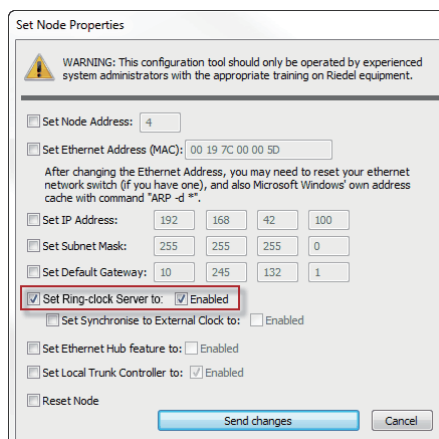 Set Node Properties
WARNING: This configuration tool should only be operated by experienced
system administrators with the appropriate training on Riedel equipment.
Set Node Address: 4
Set Ethernet Address (MAC): 00 19 7C 00 00 5D
After changing the Ethernet Address, you may need to reset your ethernet
network switch (if you have one), and also Microsoft Windows' own address
cache with command "ARP -d *".
Set IP Address: 192 168 42 100
Set Subnet Mask: 255 255 255 0
Set Default Gateway: 10 245 132 1
Set Ring-clock Server to: Enabled
Set Synchronise to External Clock to: Enabled
Set Ethernet Hub feature to: Enabled
Set Local Trunk Controller to: Enabled
Reset Node
Send changes Cancel